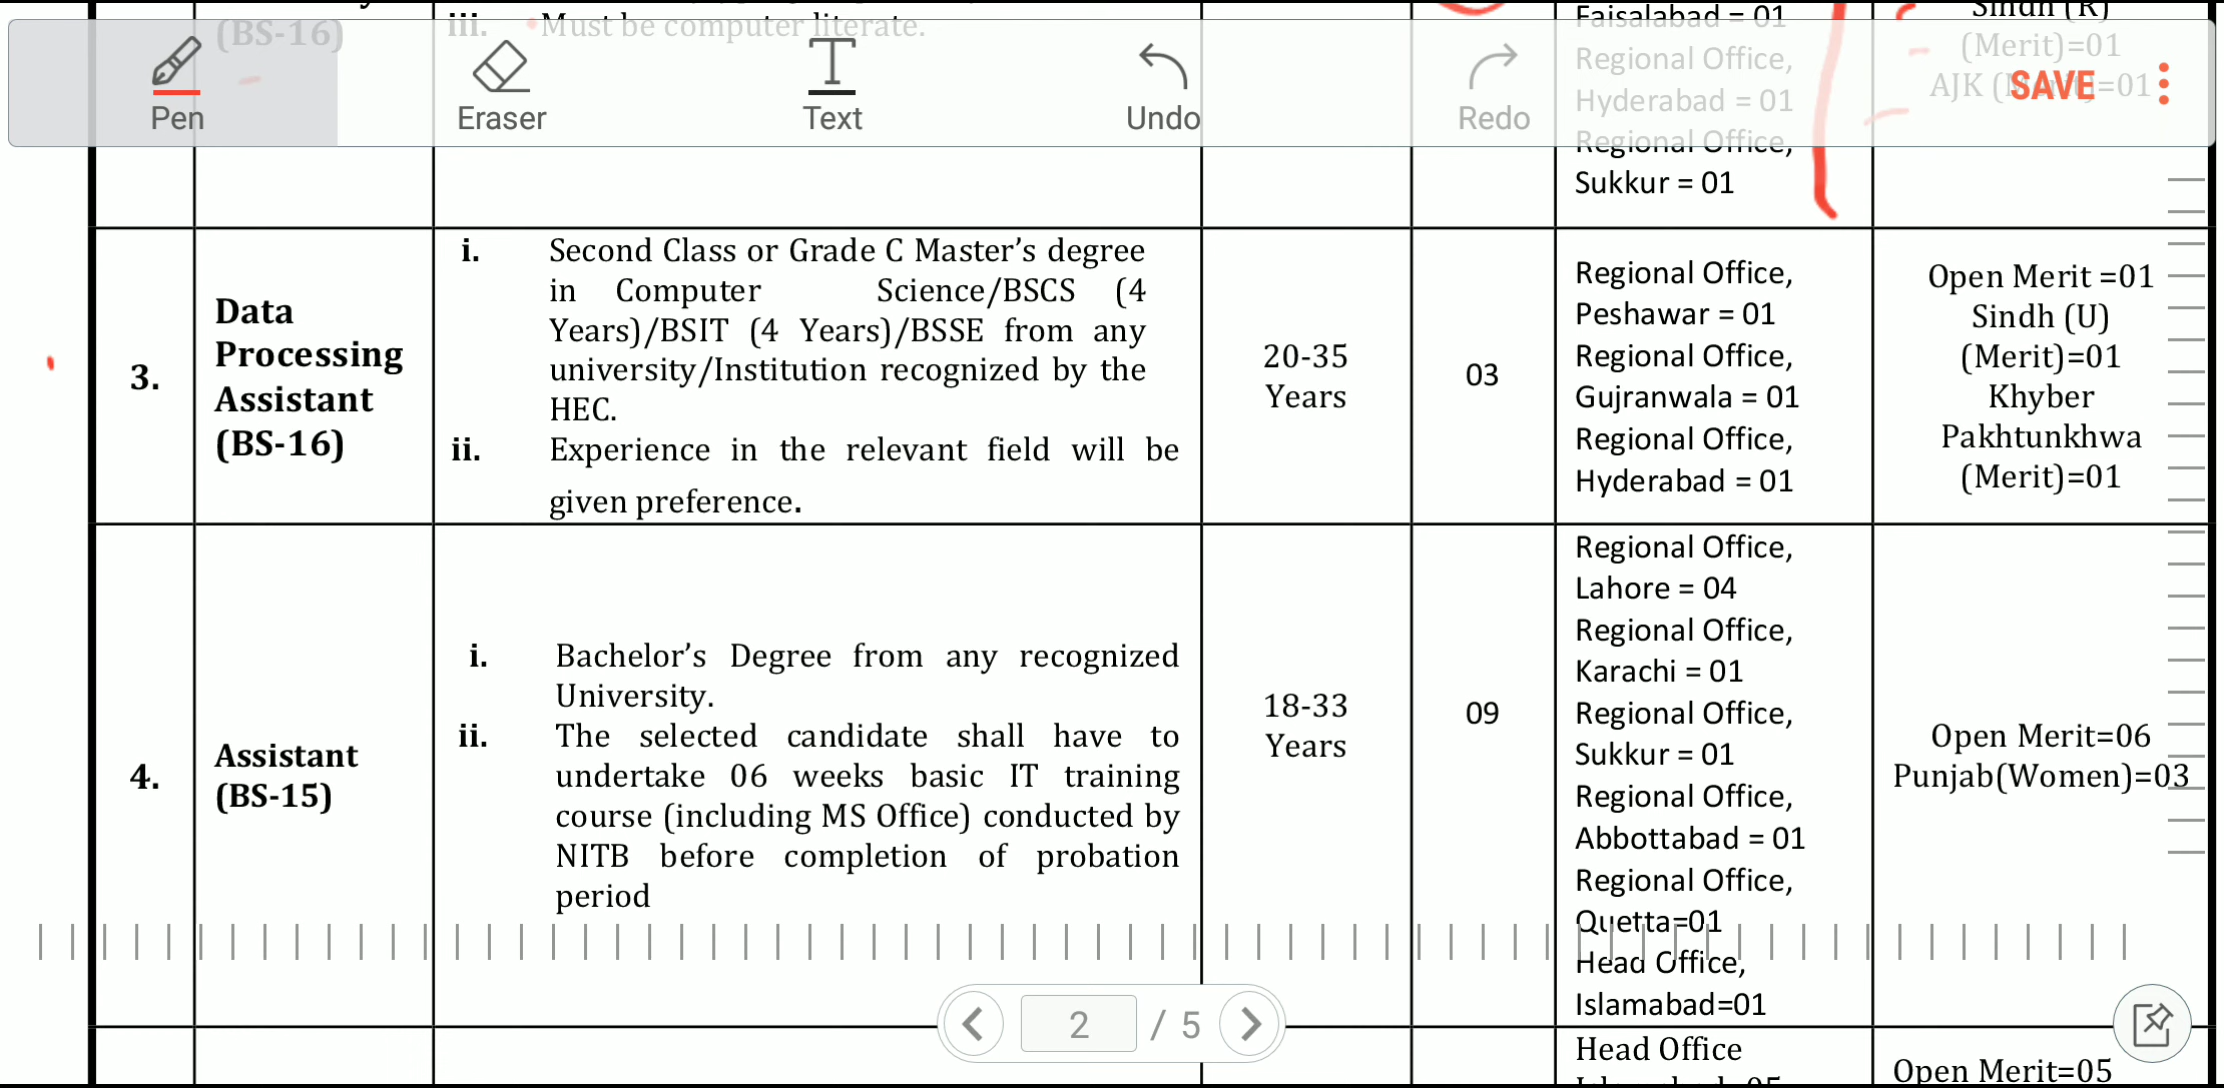 (BS-16)
iii. Must be computer literate.
Faisalabad = 01
Regional Office,
Hyderabad = 01
Regional Office,
Sukkur = 01
Sindh (R)
(Merit)=01
AJK (=01
Pen
Eraser
Text
Undo
Redo
SAVE
3.
Data
Processing
Assistant
(BS-16)
i. Second Class or Grade C Master’s degree
in Computer Science/BSCS (4
Years)/BSIT (4 Years)/BSSE from any
university/Institution recognized by the
HEC.
ii. Experience in the relevant field will be
given preference.
20-35
Years
03
Regional Office,
Peshawar = 01
Regional Office,
Gujranwala = 01
Regional Office,
Hyderabad = 01
Open Merit =01
Sindh (U)
(Merit)=01
Khyber
Pakhtunkhwa
(Merit)=01
4.
Assistant
(BS-15)
i. Bachelor’s Degree from any recognized
University.
ii. The selected candidate shall have to
undertake 06 weeks basic IT training
course (including MS Office) conducted by
NITB before completion of probation
period
18-33
Years
09
Regional Office,
Lahore = 04
Regional Office,
Karachi = 01
Regional Office,
Sukkur = 01
Regional Office,
Abbottabad = 01
Regional Office,
Quetta=01
Head Office,
Islamabad=01
Open Merit=06
Punjab(Women)=03
2 / 5
Head Office
Open Merit=05